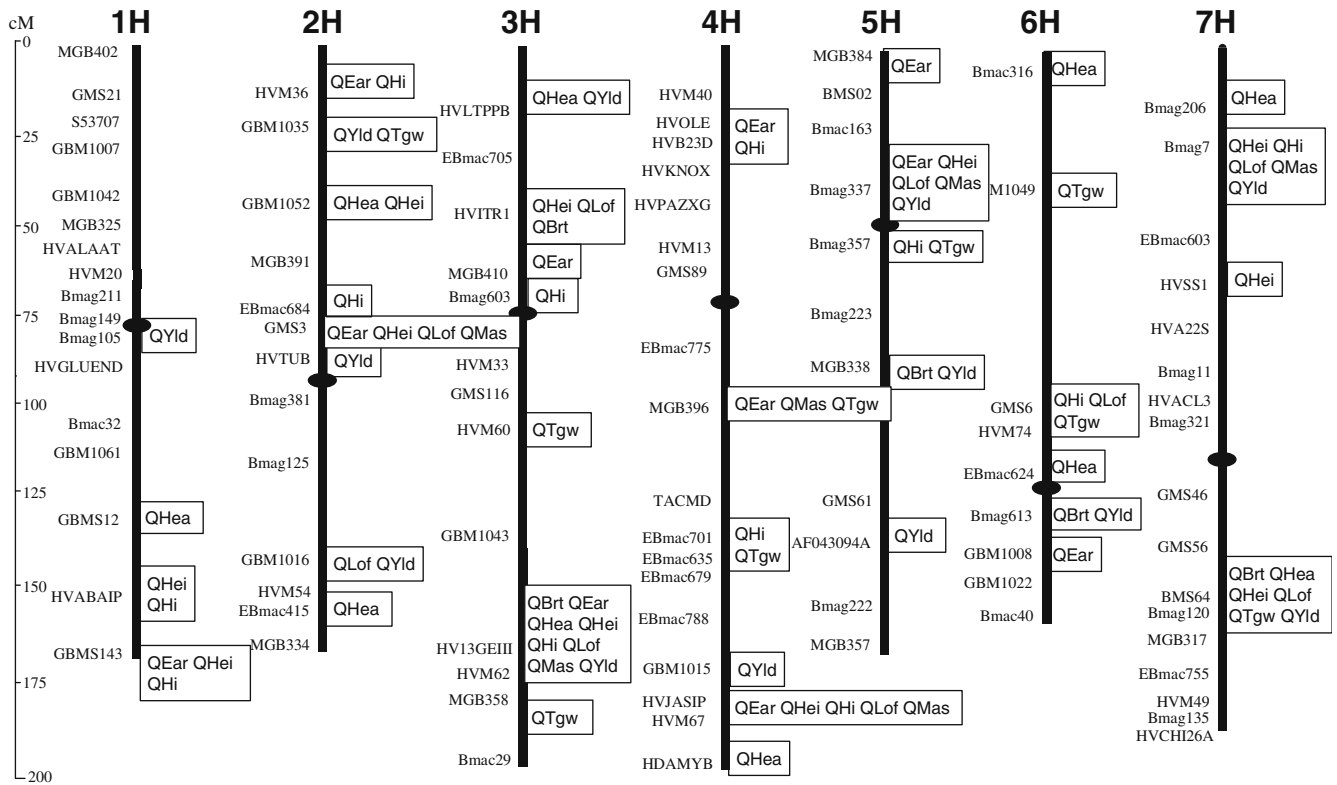 cM
1H 2H 3H 4H 5H 6H 7H
0
25
50
75
100
125
150
175
200
MGB402
GMS21
S53707
GBM1007
GBM1042
MGB325
HVALAAT
HVM20
Bmag211
Bmag149
Bmag105
HVGLUEND
Bmac32
GBM1061
GBMS12
HVABAIP
GBMS143
QYld
QHea
QHei
QHi
QEar QHei
QHi
HVM36
GBM1035
GBM1052
MGB391
EBmac684
GMS3
HVTUB
Bmag381
Bmag125
GBM1016
HVM54
EBmac415
MGB334
QEar QHi
QYld QTgw
QHea QHei
QHi
QEar QHei QLof QMas
QYld
QLof QYld
QHea
HVLTPPB
EBmac705
HVITR1
MGB410
Bmag603
HVM33
GMS116
HVM60
GBM1043
HV13GEIII
HVM62
MGB358
Bmac29
QHea QYld
QHei QLof
QBrt
QEar
QHi
QTgw
QBrt QEar
QHea QHei
QHi QLof
QMas QYld
QTgw
HVM40
HVOLE
HVB23D
HVKNOX
HVPAZXG
HVM13
GMS89
EBmac775
MGB396
TACMD
EBmac701
EBmac635
EBmac679
EBmac788
GBM1015
HVJASIP
HVM67
HDAMYB
QEar
QHi
QEar QMas QTgw
QHi
QTgw
QYld
QEar QHei QHi QLof QMas
QHea
MGB384
BMS02
Bmac163
Bmag337
Bmag357
Bmag223
MGB338
GMS61
AF043094A
Bmag222
MGB357
QEar
QEar QHei
QLof QMas
QYld
QHi QTgw
QBrt QYld
QYld
Bmac316
M1049
GMS6
HVM74
EBmac624
Bmag613
GBM1008
GBM1022
Bmac40
QHea
QTgw
QHi QLof
QTgw
QHea
QBrt QYld
QEar
Bmag206
Bmag7
EBmac603
HVSS1
HVA22S
Bmag11
HVACL3
Bmag321
GMS46
GMS56
BMS64
Bmag120
MGB317
EBmac755
HVM49
Bmag135
HVCHI26A
QHea
QHei QHi
QLof QMas
QYld
QHei
QBrt QHea
QHei QLof
QTgw QYld